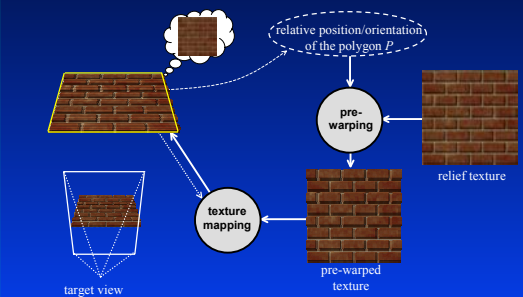 relative position/orientation
of the polygon P
pre-
warping
relief texture
texture
mapping
pre-warped
texture
target view